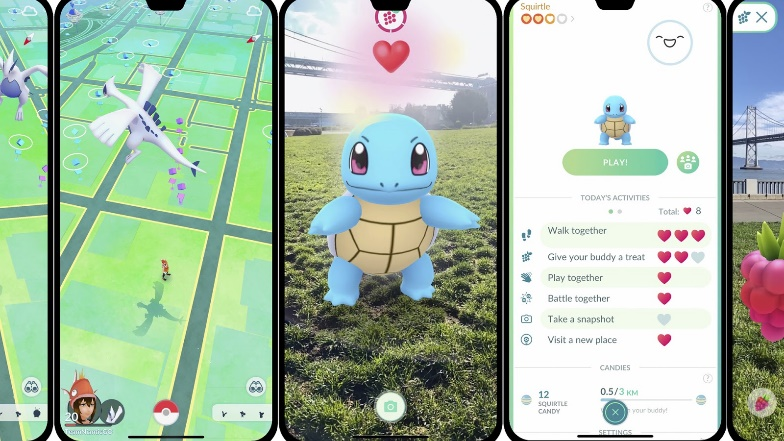 20
Squirtle
PLAY!
TODAY'S ACTIVITIES
Total: 8
Walk together
Give your buddy a treat
Play together
Battle together
Take a snapshot
Visit a new place
CANDIES
12
SQUIRTLE
CANDY
0.5/3 KM
your buddy!
SETTINGS